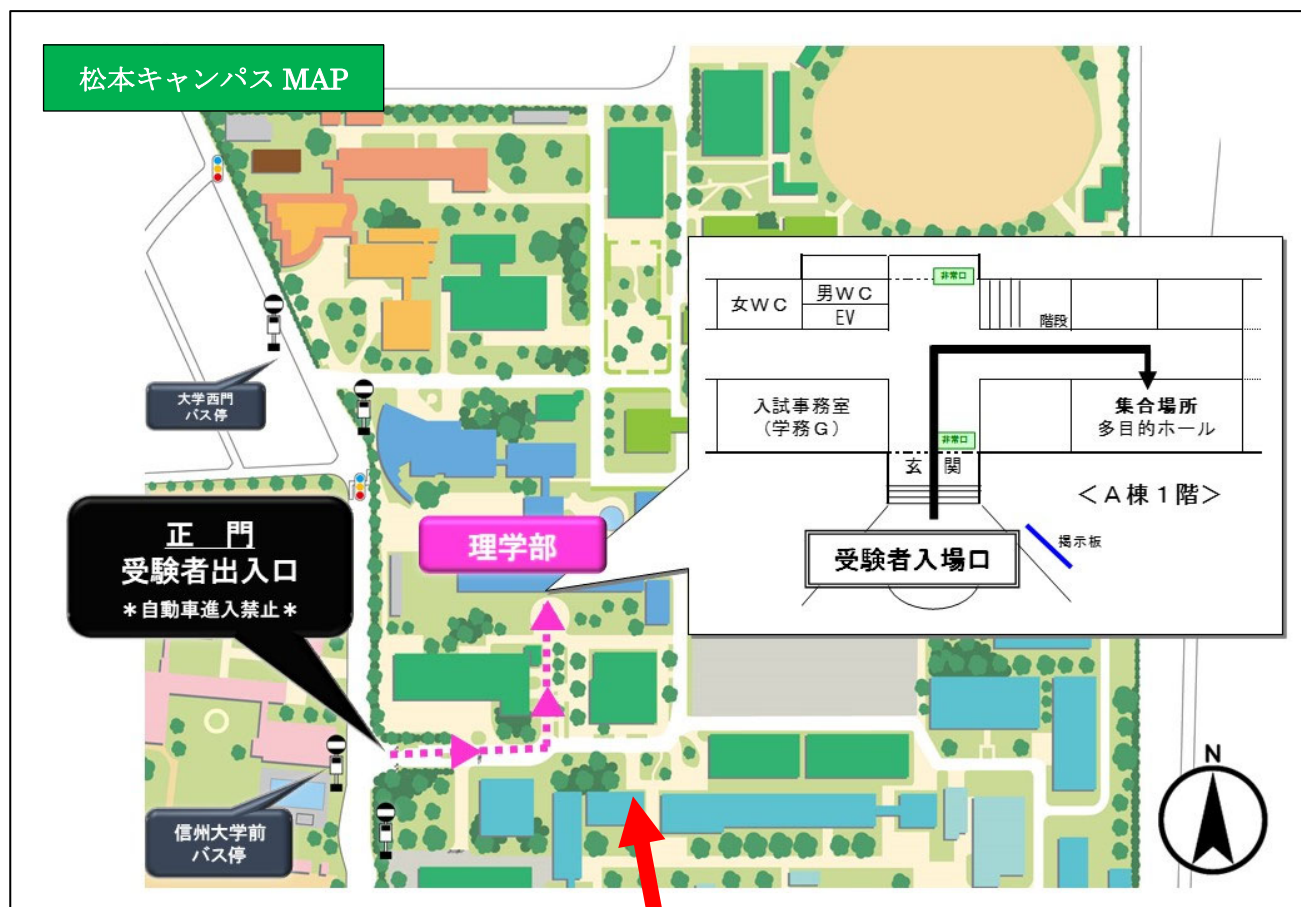 松本キャンパス MAP
非常口
女WC
男WC
EV
階段
大学西門
バス停
入試事務室
(学務G)
集合場所
多目的ホール
非常口
玄 関
<A棟1階>
正 門
受験者出入口
*自動車進入禁止*
理学部
受験者入場口
掲示板
N
信州大学前
バス停